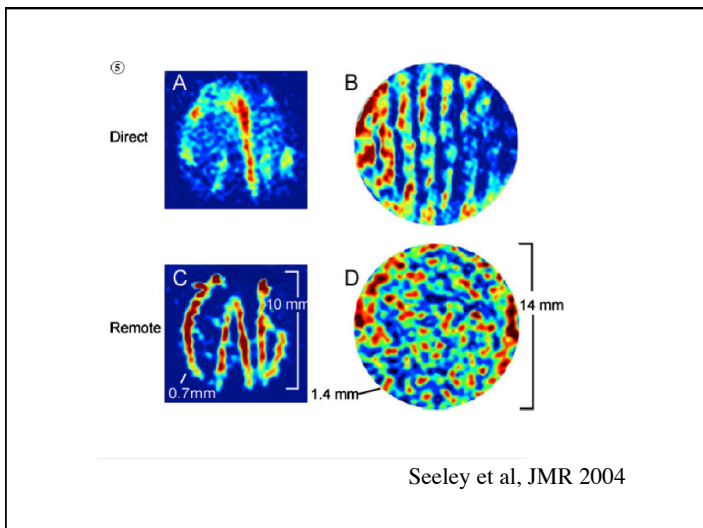 ⑤
A
B
Direct
C
D
10 mm
14 mm
Remote
0.7mm
1.4 mm
Seeley et al, JMR 2004